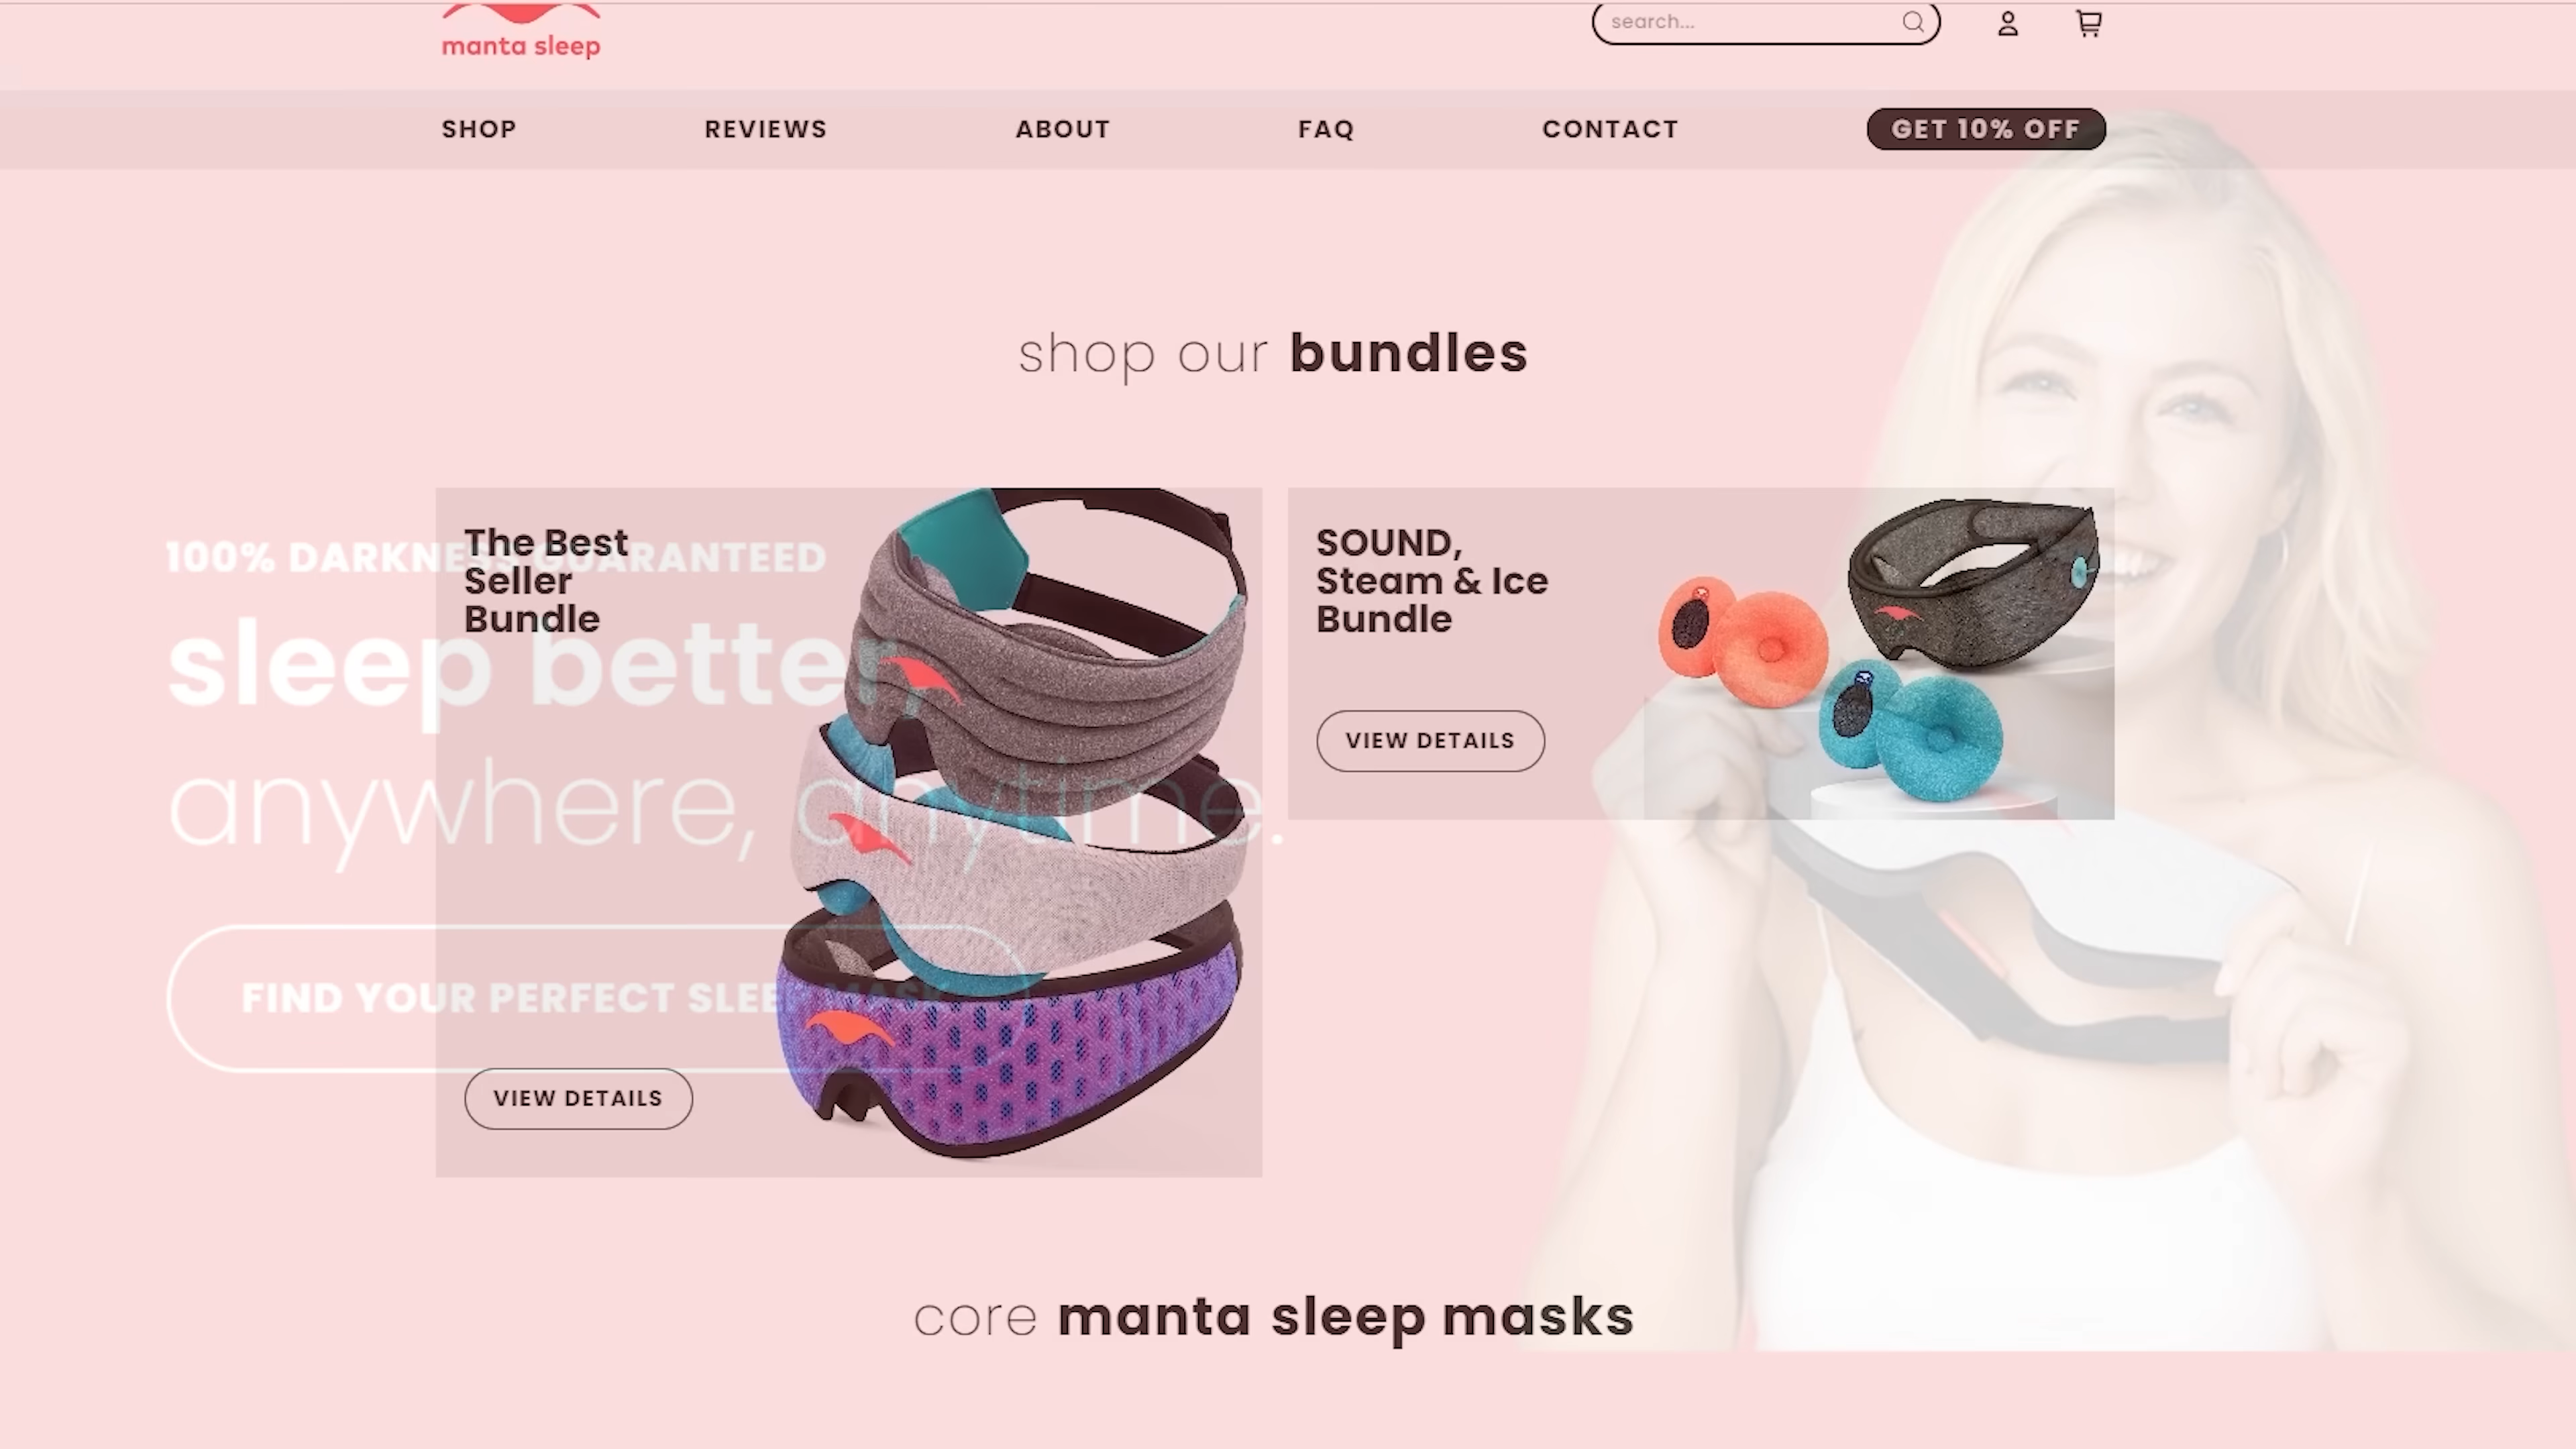 manta sleep
search...
SHOP REVIEWS ABOUT FAQ CONTACT GET 10% OFF
shop our bundles
The Best
Seller
Bundle
VIEW DETAILS
SOUND,
Steam & Ice
Bundle
VIEW DETAILS
100% DARKNESS GUARANTEED
sleep better,
anywhere, anytime.
FIND YOUR PERFECT SLEEP MASK
core manta sleep masks